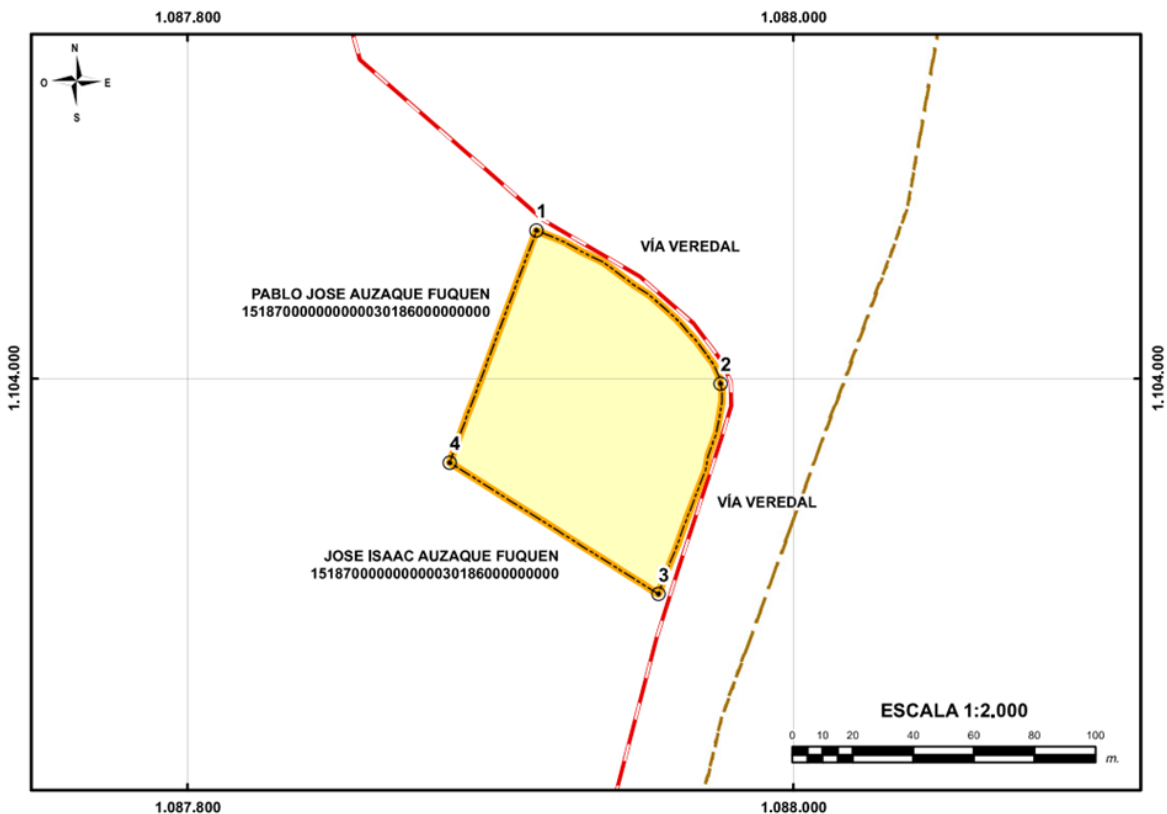 1.087.800
1.088.000
N
O
E
S
1
VÍA VEREDAL
PABLO JOSE AUZAQUE FUQUEN
151870000000000030186000000000
2
1.104.000
1.104.000
4
VÍA VEREDAL
JOSE ISAAC AUZAQUE FUQUEN
151870000000000030186000000000
3
ESCALA 1:2.000
0 10 20 40 60 80 100
m.
1.087.800
1.088.000